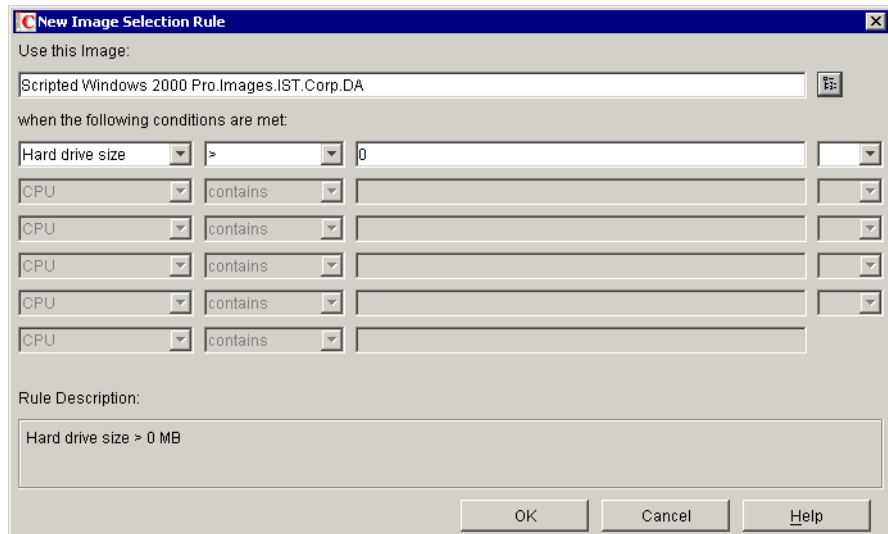 New Image Selection Rule
Use this Image:
Scripted Windows 2000 Pro.Images.IST.Corp.DA
when the following conditions are met:
Hard drive size > 0
CPU contains
CPU contains
CPU contains
CPU contains
CPU contains
Rule Description:
Hard drive size > 0 MB
OK Cancel Help